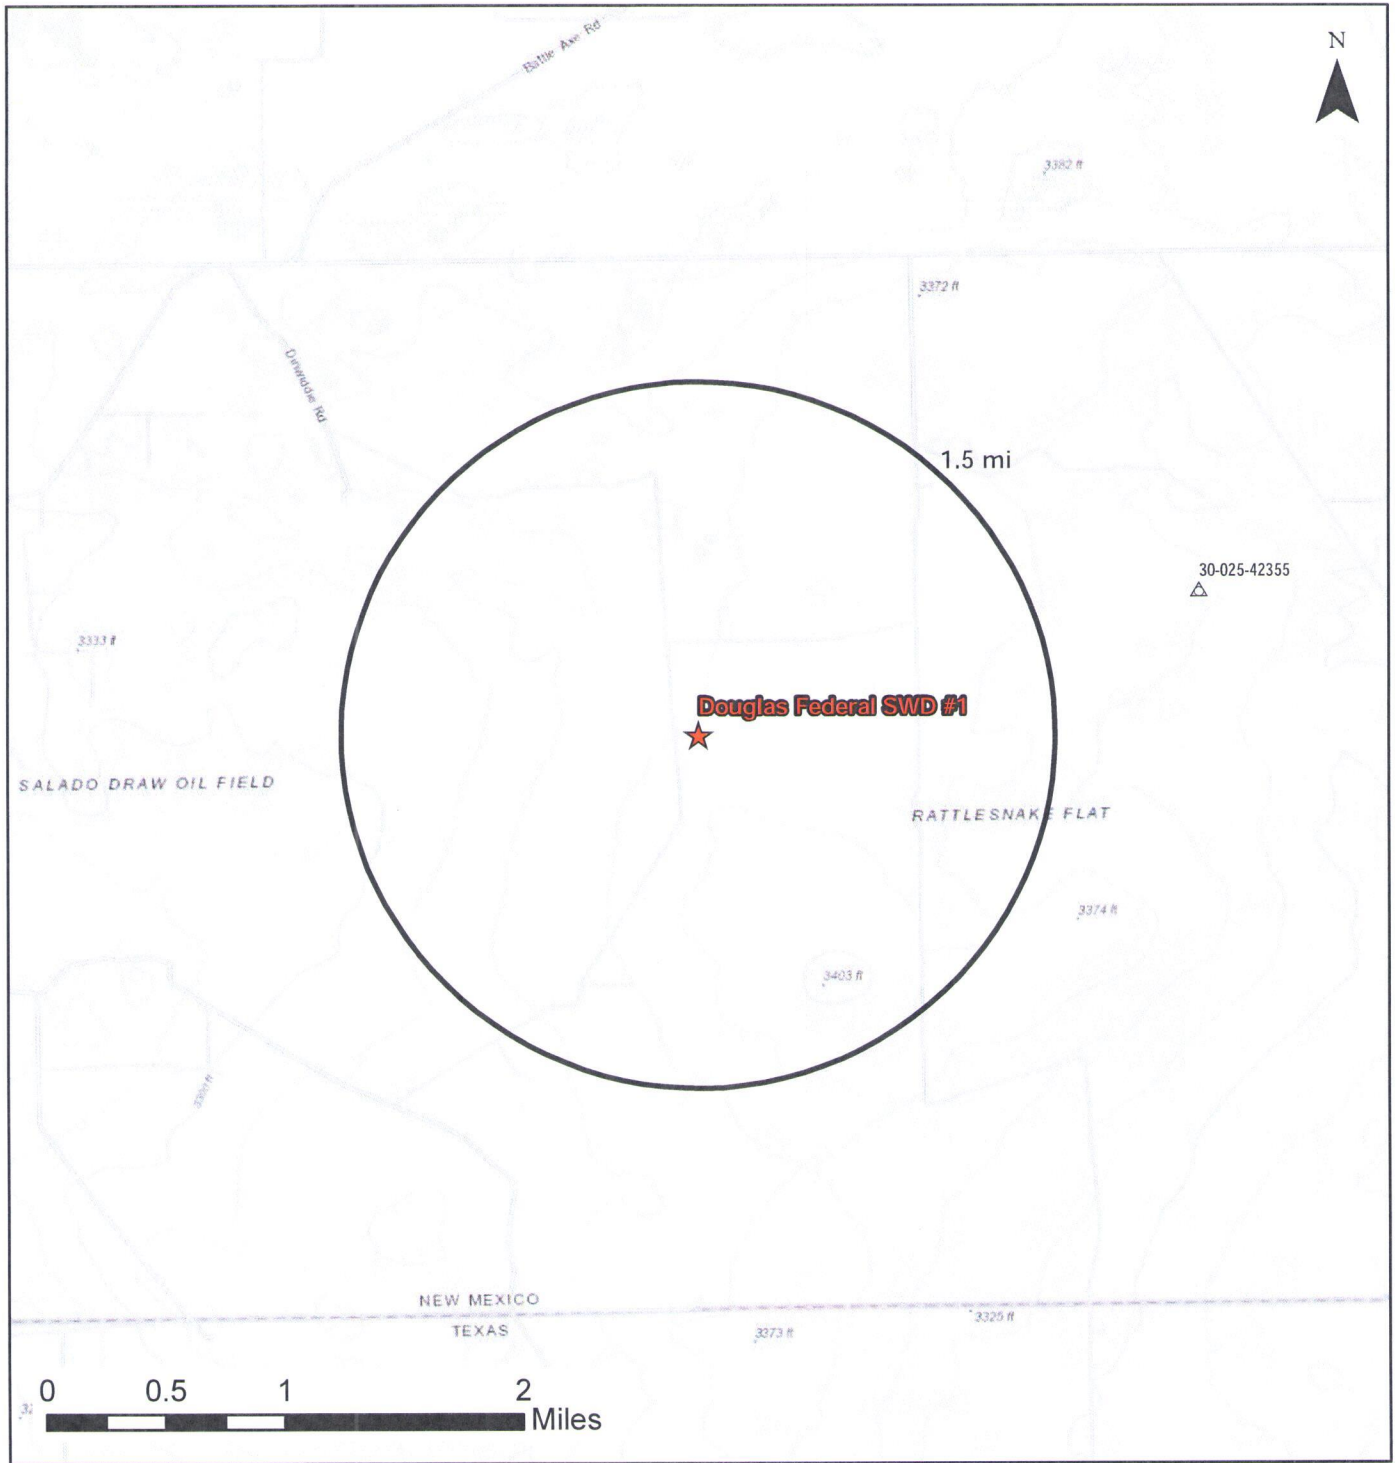 Battle Axe Rd
N
3382 ft
3372 ft
Dinwiddie Rd
1.5 mi
30-025-42355
3333 ft
Douglas Federal SWD #1
SALADO DRAW OIL FIELD
RATTLESNAKE FLAT
3374 ft
3403 ft
NEW MEXICO
TEXAS
3325 ft
3373 ft
0 0.5 1 2
Miles